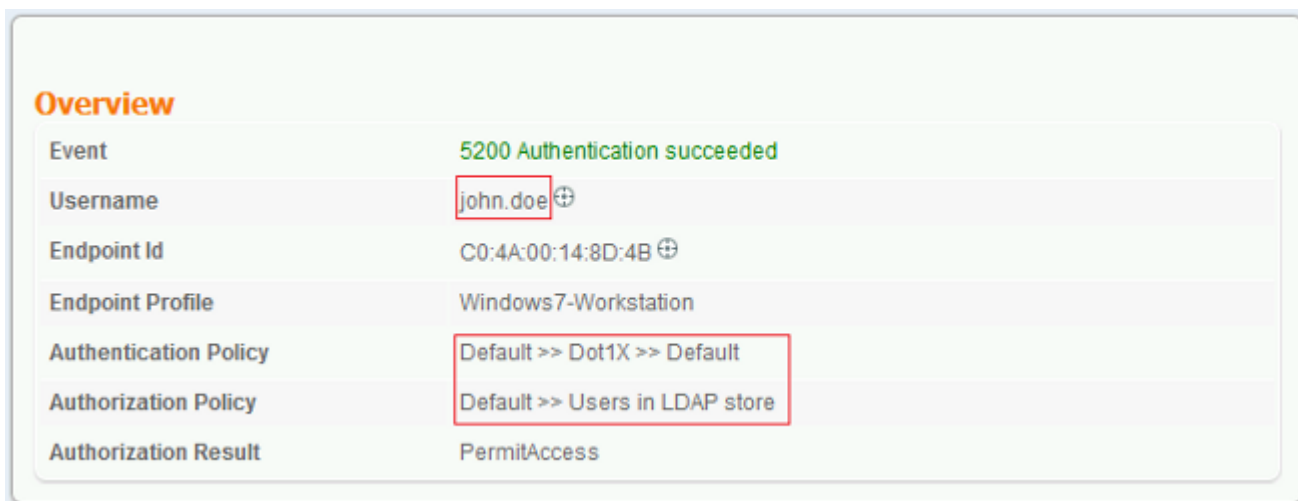 Overview
Event 5200 Authentication succeeded
Username john.doe
Endpoint Id C0:4A:00:14:8D:4B
Endpoint Profile Windows7-Workstation
Authentication Policy Default >> Dot1X >> Default
Authorization Policy Default >> Users in LDAP store
Authorization Result PermitAccess